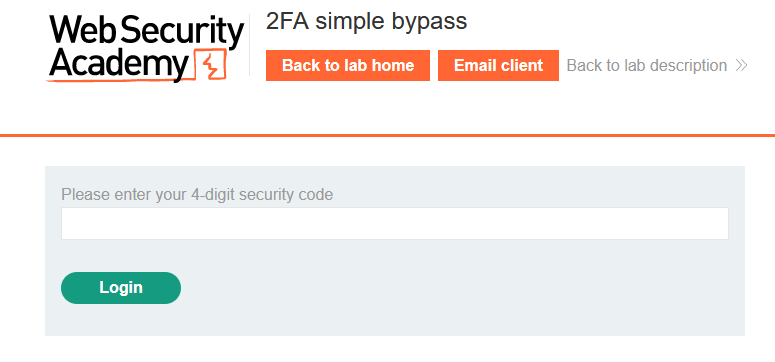 Web Security
Academy
2FA simple bypass
Back to lab home
Email client
Back to lab description
Please enter your 4-digit security code
Login